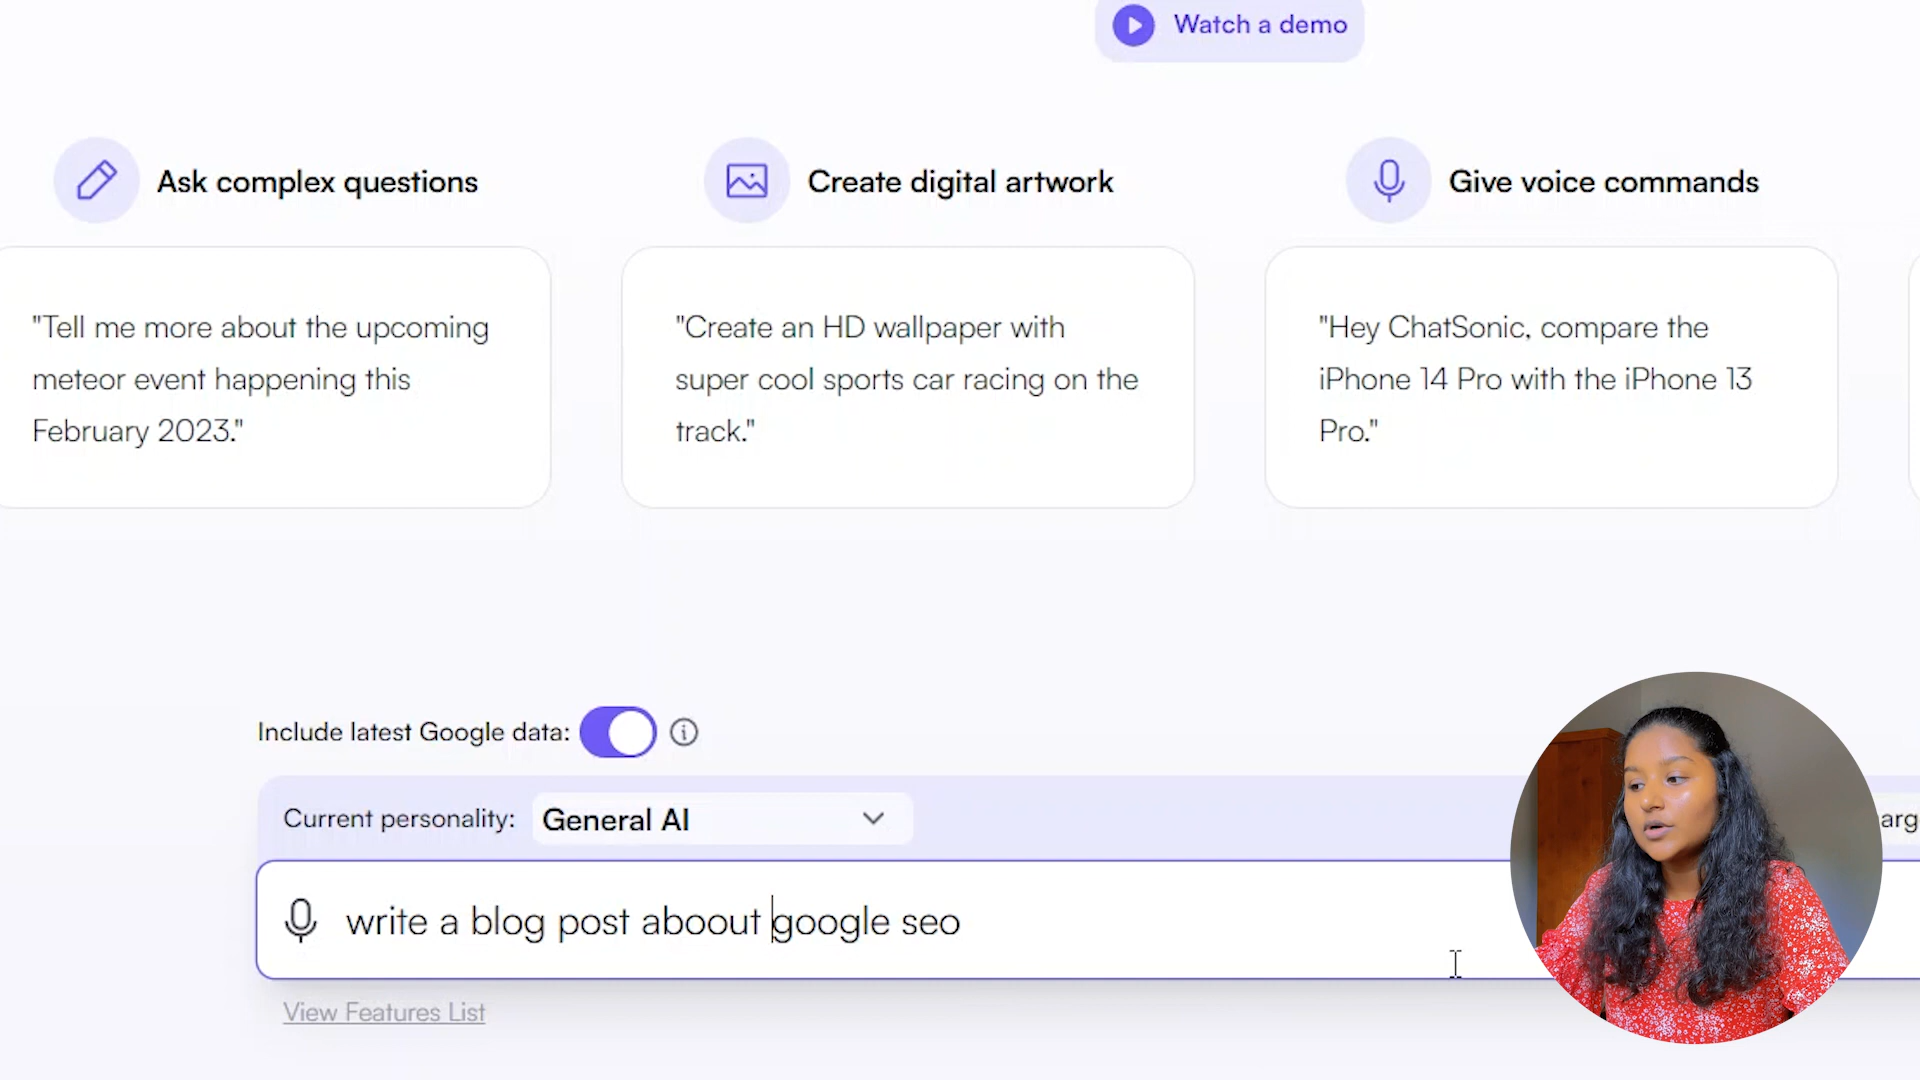 Watch a demo
Ask complex questions
Create digital artwork
Give voice commands
"Tell me more about the upcoming
meteor event happening this
February 2023."
"Create an HD wallpaper with
super cool sports car racing on the
track."
"Hey ChatSonic, compare the
iPhone 14 Pro with the iPhone 13
Pro."
Include latest Google data:
Current personality: General AI
write a blog post aboout google seo
View Features List